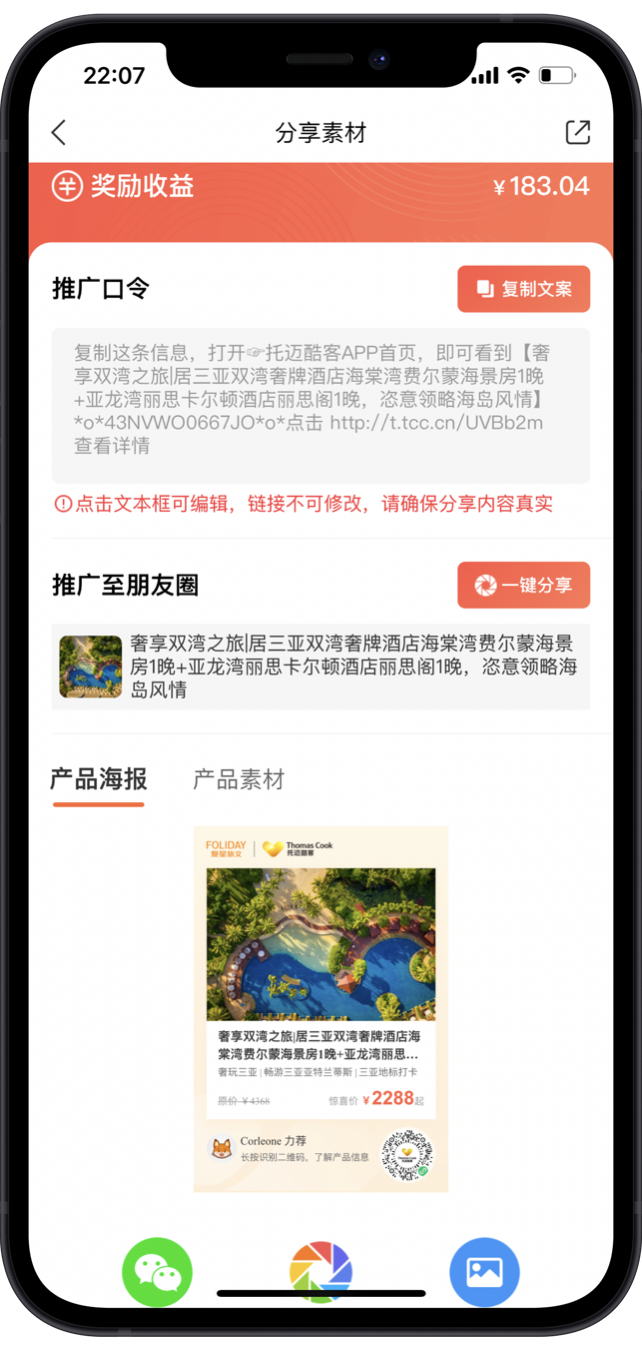 22:07
分享素材
奖励收益
¥183.04
推广口令
复制文案
复制这条信息，打开☞托迈酷客APP首页，即可看到【奢
享双湾之旅|居三亚双湾奢牌酒店海棠湾费尔蒙海景房1晚
+亚龙湾丽思卡尔顿酒店丽思阁1晚，恣意领略海岛风情】
*o*43NVWO0667JO*o*点击 http://t.tcc.cn/UVBb2m
查看详情
点击文本框可编辑，链接不可修改，请确保分享内容真实
推广至朋友圈
一键分享
奢享双湾之旅|居三亚双湾奢牌酒店海棠湾费尔蒙海景
房1晚+亚龙湾丽思卡尔顿酒店丽思阁1晚，恣意领略海
岛风情
产品海报
产品素材
FOLIDAY
復星旅文
Thomas Cook
托迈酷客
奢享双湾之旅|居三亚双湾奢牌酒店海
棠湾费尔蒙海景房1晚+亚龙湾丽思...
奢玩三亚 | 畅游三亚亚特兰蒂斯 | 三亚地标打卡
原价 ¥4368
惊喜价 ¥2288起
Corleone 力荐
长按识别二维码，了解产品信息